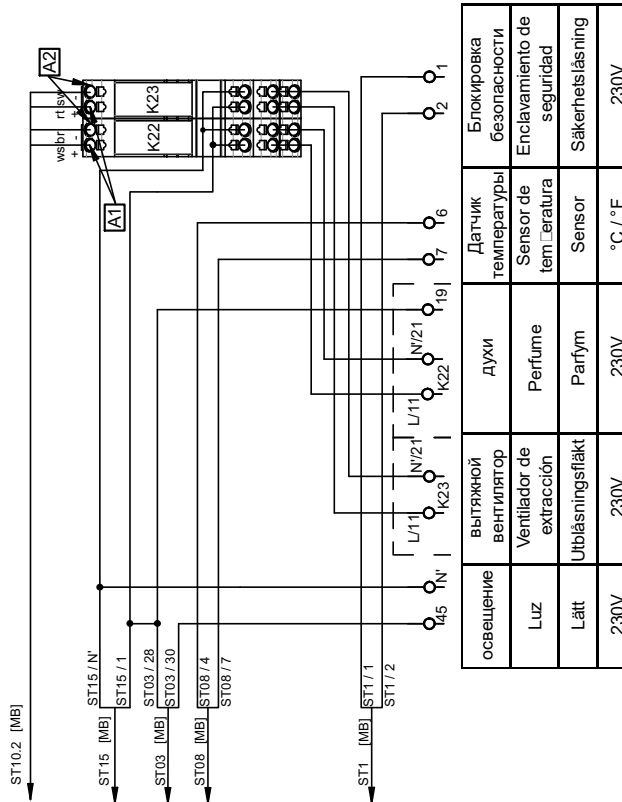 A2
rt sw
+ -
ws br
+ -
K23
K22
A1
1
2
6
7
19
N'/21
K22
L/11
N'/21
K23
L/11
N'
45
ST10.2 [MB]
ST15 / N'
ST15 / 1
ST15 [MB]
ST03 / 28
ST03 / 30
ST03 [MB]
ST08 / 4
ST08 / 7
ST08 [MB]
ST1 / 1
ST1 / 2
ST1 [MB]
освещение
Luz
Lätt
230V
вытяжной
вентилятор
Ventilador de
extracción
Utblåsningsfläkt
230V
духи
Perfume
Parfym
230V
Датчик
температуры
Sensor de
tem□eratura
Sensor
°C / °F
Блокировка
безопасности
Enclavamiento de
seguridad
Säkerhetslåsning
230V